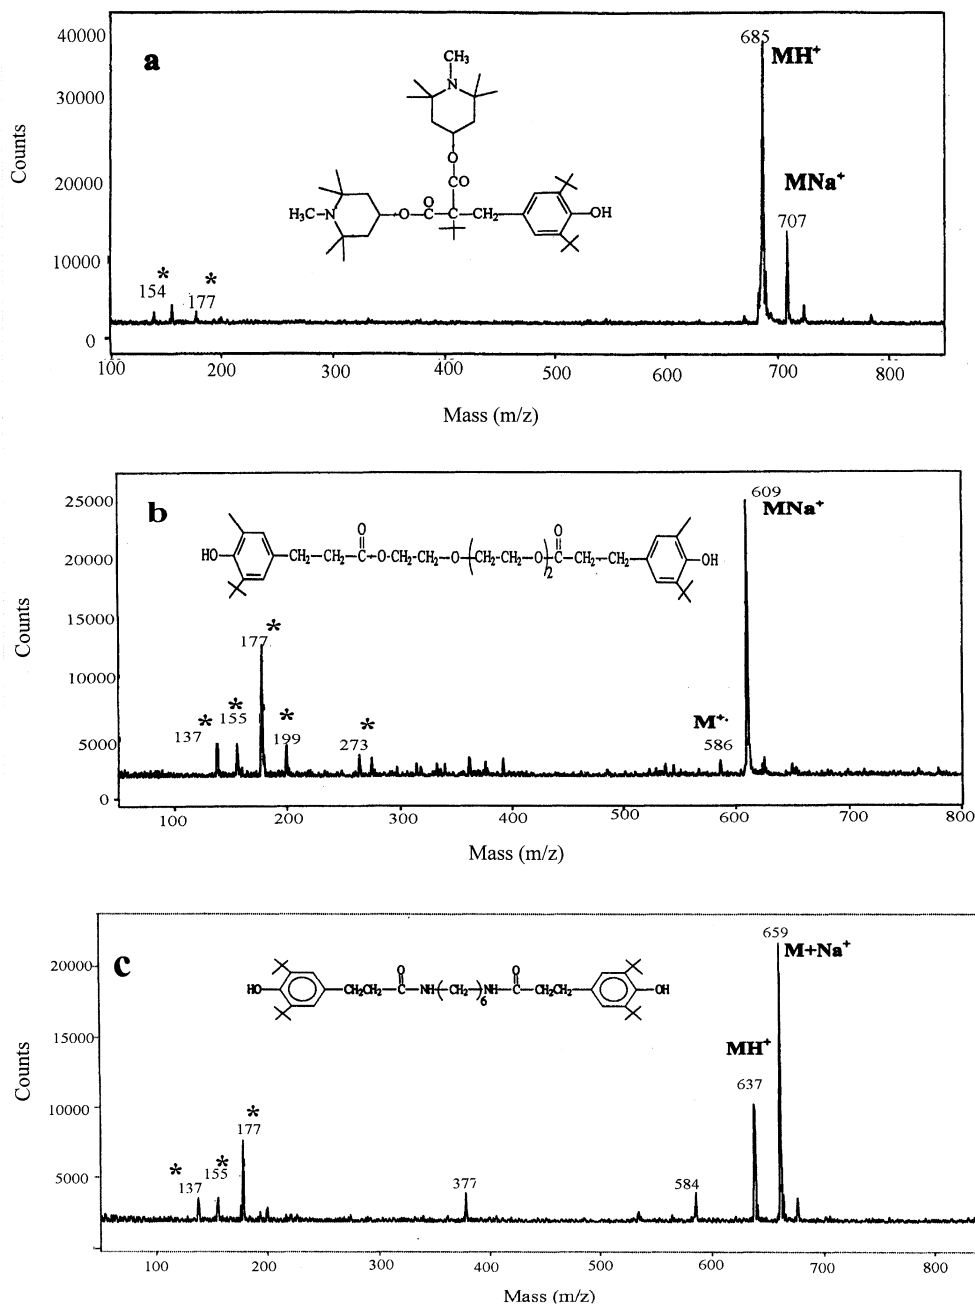 40000
30000
20000
10000
0
Counts
a
CH₃
N
O
CO
H₃C N O C C CH₂ OH
O
685
MH⁺
MNa⁺
707
*
154
*
177
100 200 300 400 500 600 700 800
Mass (m/z)
25000
20000
15000
10000
5000
0
Counts
b
O O
HO CH₂ CH₂ C O CH₂ CH₂ O ( CH₂ CH₂ O )₂ C CH₂ CH₂ OH
609
MNa⁺
*
177
*
137
*
155
*
199
*
273
M⁺·
586
100 200 300 400 500 600 700 800
Mass (m/z)
20000
15000
10000
5000
Counts
c
O O
HO CH₂CH₂ C NH ( CH₂ )₆ NH C CH₂CH₂ OH
659
M+Na⁺
MH⁺
637
*
177
*
137
*
155
377
584
100 200 300 400 500 600 700 800
Mass (m/z)